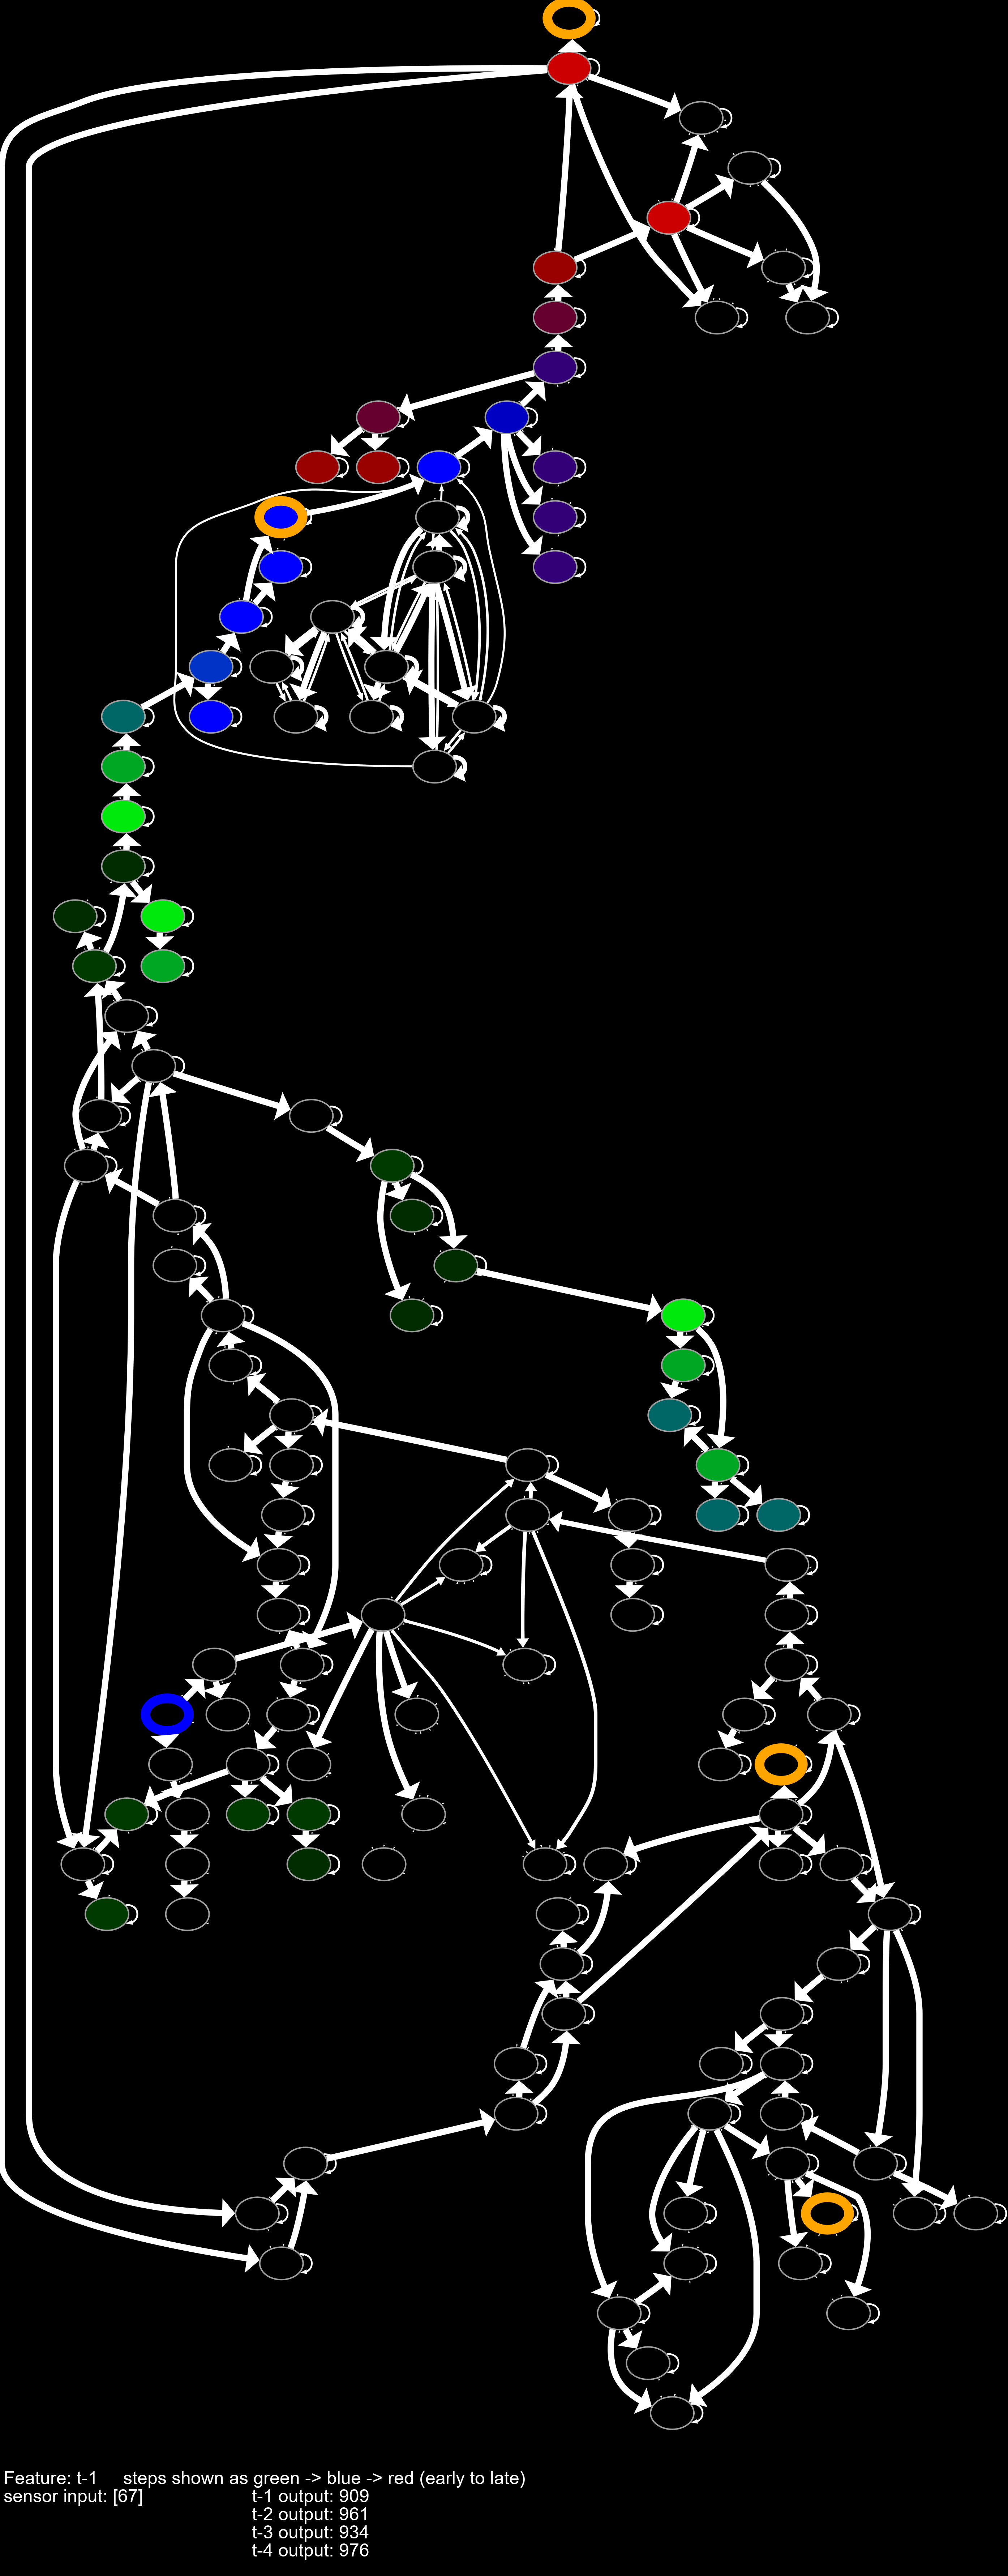 Feature: t-1 steps shown as green -> blue -> red (early to late)
sensor input: [67] t-1 output: 909
t-2 output: 961
t-3 output: 934
t-4 output: 976